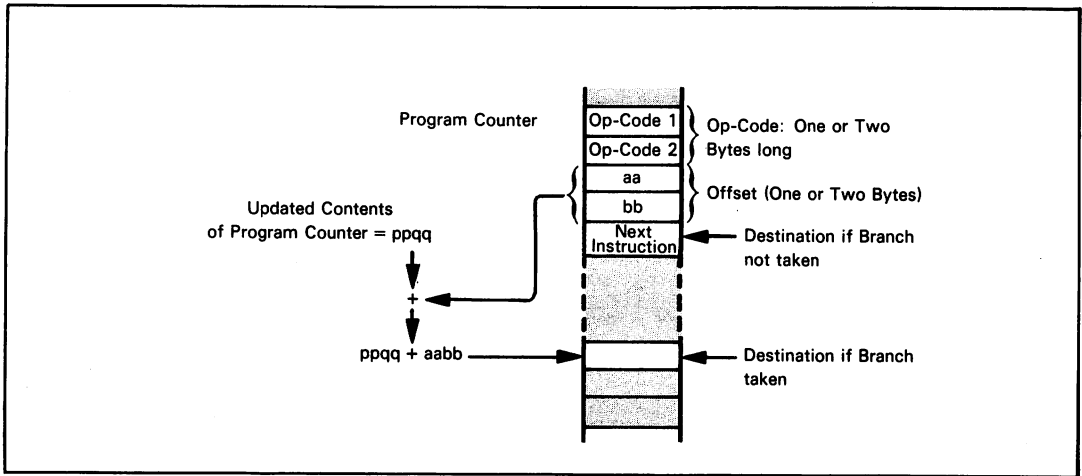 Program Counter
Op-Code 1
Op-Code 2
Op-Code: One or Two
Bytes long
aa
bb
Offset (One or Two Bytes)
Updated Contents
of Program Counter = ppqq
Next
Instruction
Destination if Branch
not taken
+
ppqq + aabb
Destination if Branch
taken